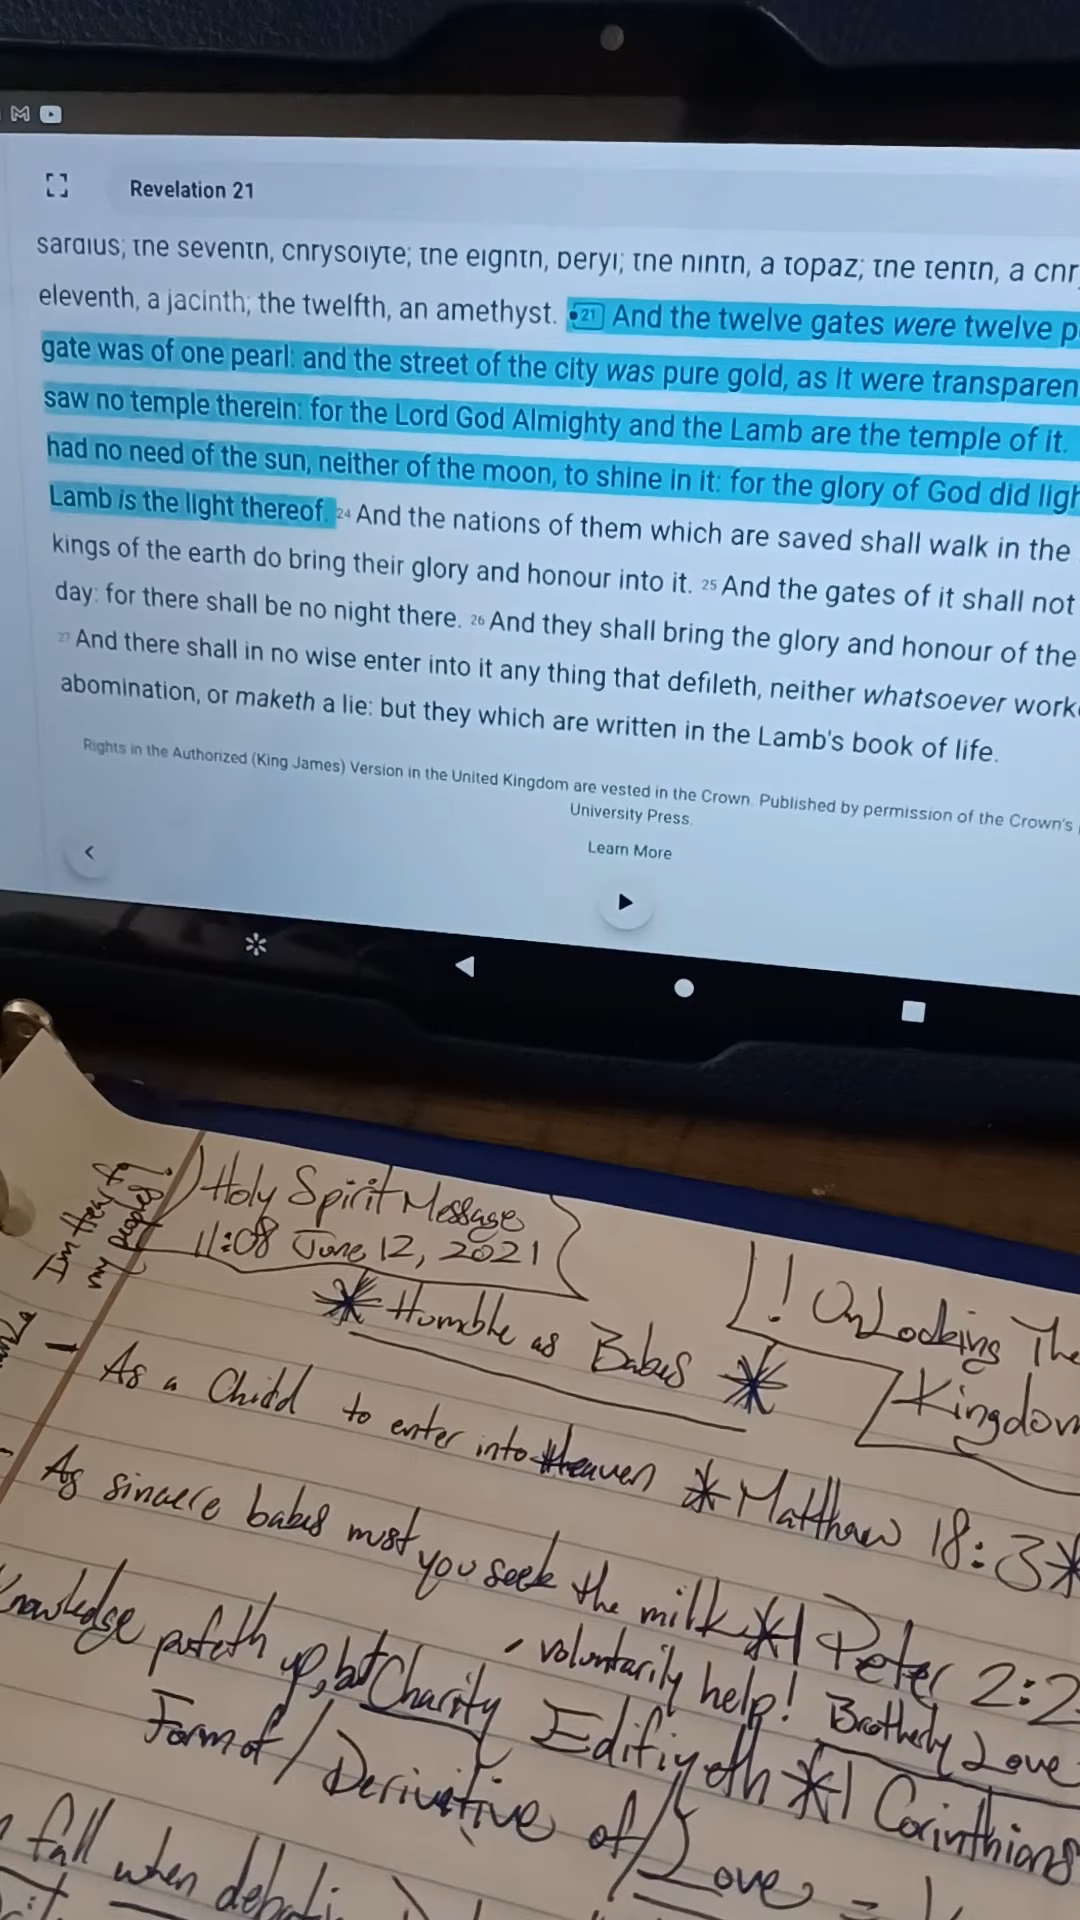 Revelation 21
sardius; the seventh, chrysolyte; the eighth, beryl; the ninth, a topaz; the tenth, a chr
eleventh, a jacinth; the twelfth, an amethyst. 21 And the twelve gates were twelve p
gate was of one pearl: and the street of the city was pure gold, as it were transparen
saw no temple therein: for the Lord God Almighty and the Lamb are the temple of it.
had no need of the sun, neither of the moon, to shine in it: for the glory of God did ligh
Lamb is the light thereof. 24 And the nations of them which are saved shall walk in the
kings of the earth do bring their glory and honour into it. 25 And the gates of it shall not
day: for there shall be no night there. 26 And they shall bring the glory and honour of the
27 And there shall in no wise enter into it any thing that defileth, neither whatsoever work
abomination, or maketh a lie: but they which are written in the Lamb's book of life.
Rights in the Authorized (King James) Version in the United Kingdom are vested in the Crown. Published by permission of the Crown's
University Press.
Learn More
Holy Spirit Message
11:08 June 12, 2021
* Humble as Babes *
! UnLocking The
Kingdom
my people!
As a Child to enter into Heaven * Matthew 18:3*
As sincere babes must you seek the milk * 1 Peter 2:2
, voluntarily help! Brotherly Love
Knowledge pufeth up, but Charity Edifiyeth * 1 Corinthians
Form of / Derivitive of / Love =
fall when